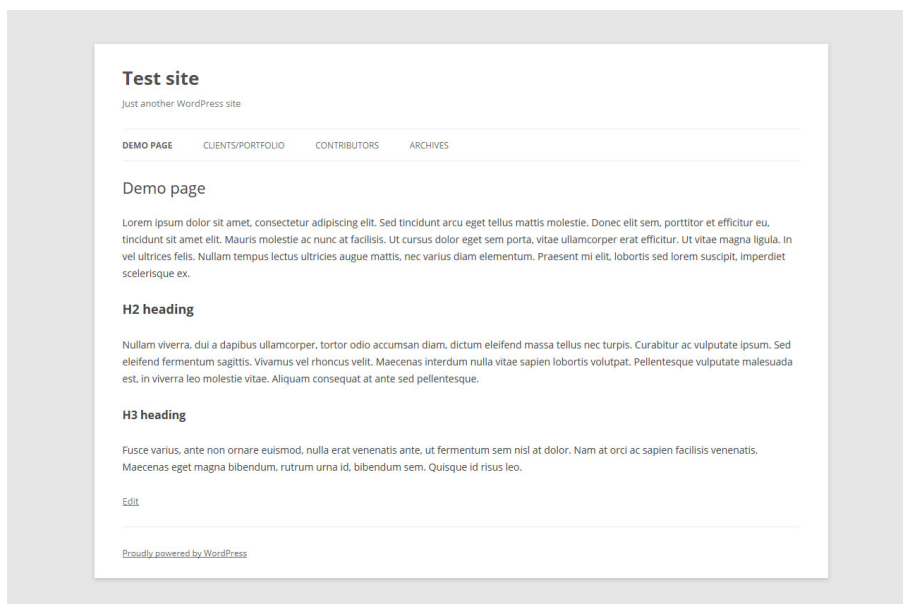 Test site
Just another WordPress site
DEMO PAGE CLIENTS/PORTFOLIO CONTRIBUTORS ARCHIVES
Demo page
Lorem ipsum dolor sit amet, consectetur adipiscing elit. Sed tincidunt arcu eget tellus mattis molestie. Donec elit sem, porttitor et efficitur eu,
tincidunt sit amet elit. Mauris molestie ac nunc at facilisis. Ut cursus dolor eget sem porta, vitae ullamcorper erat efficitur. Ut vitae magna ligula. In
vel ultrices felis. Nullam tempus lectus ultricies augue mattis, nec varius diam elementum. Praesent mi elit, lobortis sed lorem suscipit, imperdiet
scelerisque ex.
H2 heading
Nullam viverra, dui a dapibus ullamcorper, tortor odio accumsan diam, dictum eleifend massa tellus nec turpis. Curabitur ac vulputate ipsum. Sed
eleifend fermentum sagittis. Vivamus vel rhoncus velit. Maecenas interdum nulla vitae sapien lobortis volutpat. Pellentesque vulputate malesuada
est, in viverra leo molestie vitae. Aliquam consequat at ante sed pellentesque.
H3 heading
Fusce varius, ante non ornare euismod, nulla erat venenatis ante, ut fermentum sem nisl at dolor. Nam at orci ac sapien facilisis venenatis.
Maecenas eget magna bibendum, rutrum urna id, bibendum sem. Quisque id risus leo.
Edit
Proudly powered by WordPress